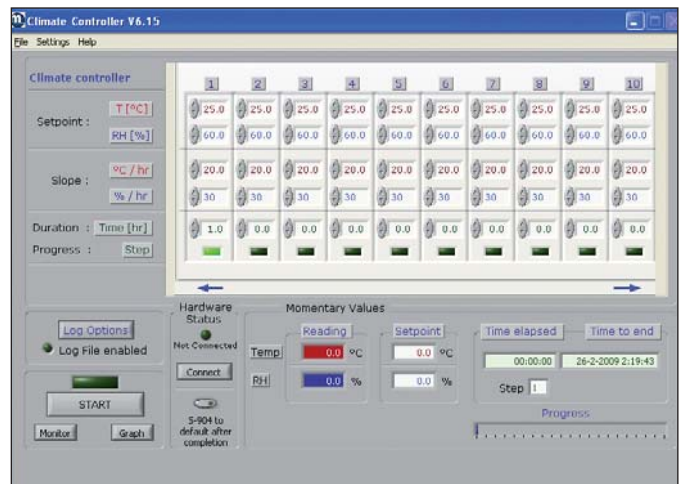 Climate Controller V6.15
File Settings Help
Climate controller
1 2 3 4 5 6 7 8 9 10
Setpoint :
T [°C] 25.0 25.0 25.0 25.0 25.0 25.0 25.0 25.0 25.0 25.0
RH [%] 60.0 60.0 60.0 60.0 60.0 60.0 60.0 60.0 60.0 60.0
Slope :
°C / hr 20.0 20.0 20.0 20.0 20.0 20.0 20.0 20.0 20.0 20.0
% / hr 30 30 30 30 30 30 30 30 30 30
Duration : Time [hr] 1.0 0.0 0.0 0.0 0.0 0.0 0.0 0.0 0.0 0.0
Progress : Step
Log Options
Log File enabled
START
Monitor Graph
Hardware
Status
Not Connected
Connect
S-904 to
default after
completion
Momentary Values
Reading Setpoint
Temp 0.0 °C 0.0 °C
RH 0.0 % 0.0 %
Time elapsed Time to end
00:00:00 26-2-2009 2:19:43
Step 1
Progress